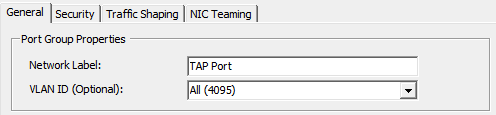 General Security Traffic Shaping NIC Teaming
Port Group Properties
Network Label: TAP Port
VLAN ID (Optional): All (4095)